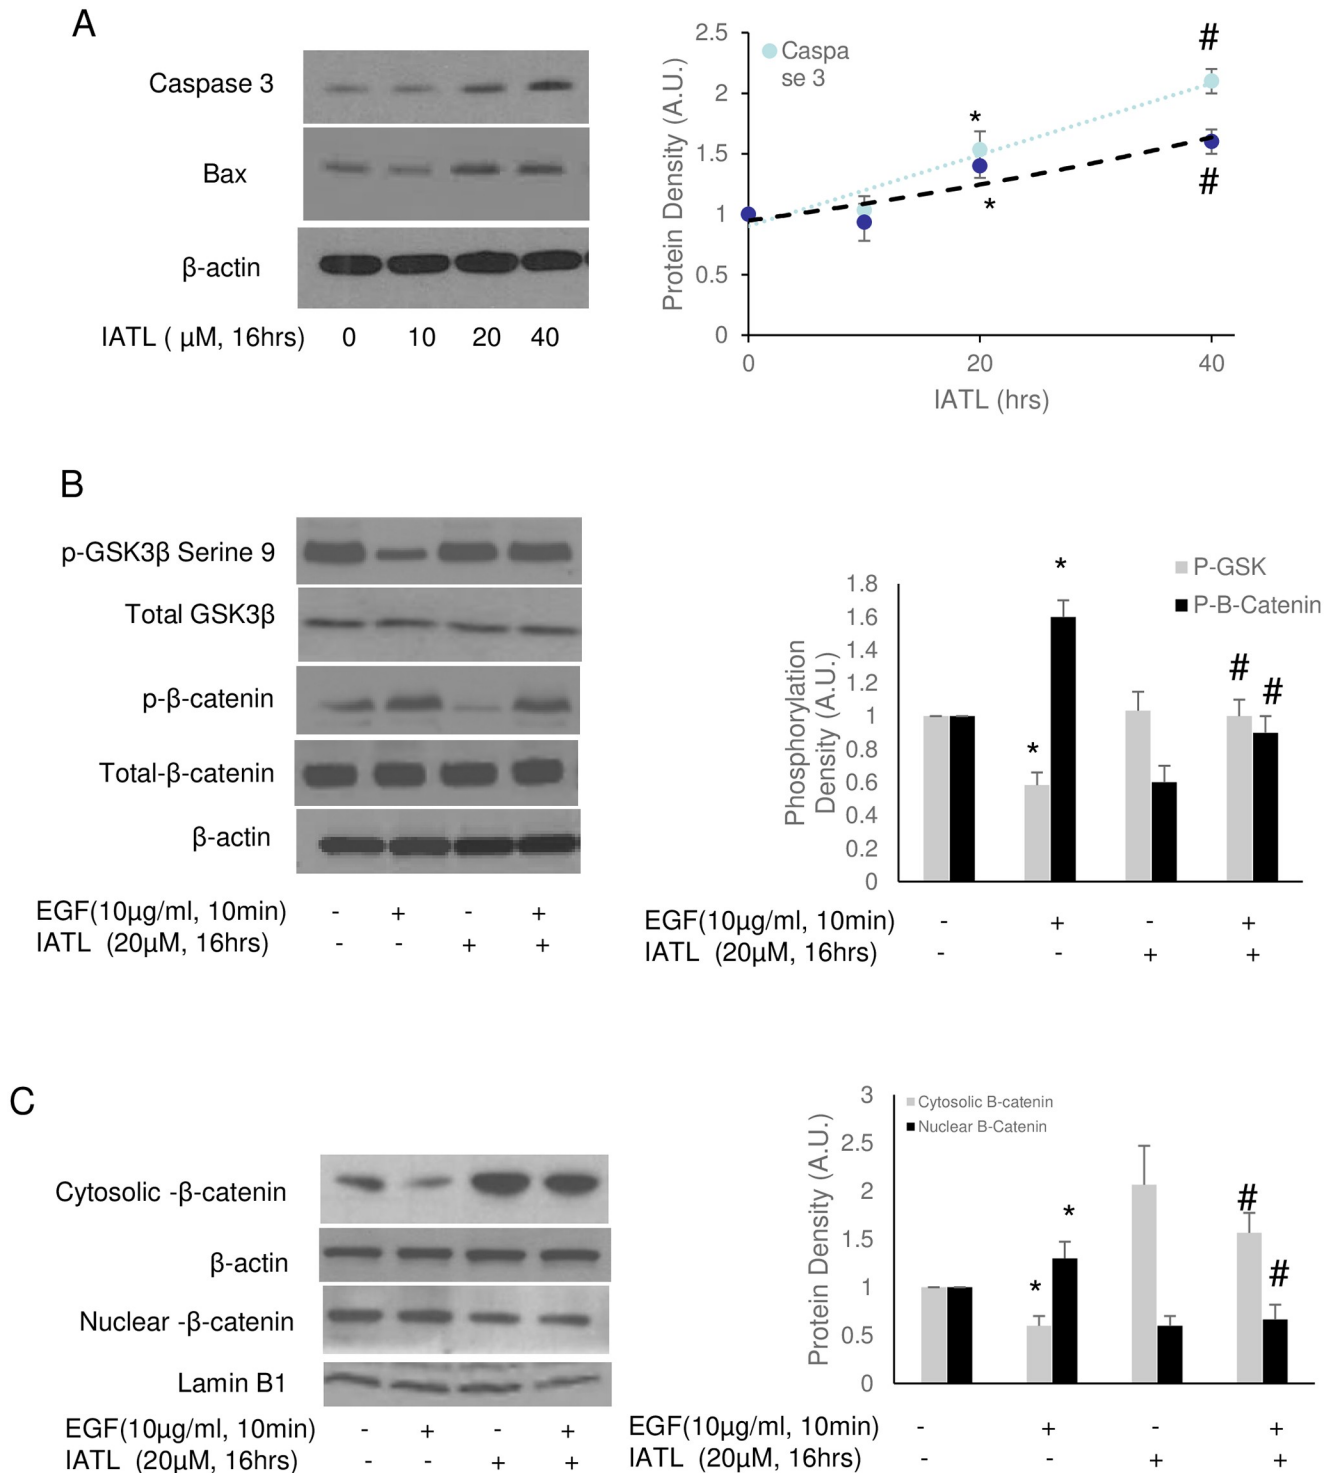 A
Caspase 3
Bax
β-actin
IATL ( µM, 16hrs) 0 10 20 40
Protein Density (A.U.)
2.5
2
1.5
1
0.5
0
Caspa
se 3
#
*
*
#
0 20 40
IATL (hrs)
B
p-GSK3β Serine 9
Total GSK3β
p-β-catenin
Total-β-catenin
β-actin
EGF(10µg/ml, 10min) - + - +
IATL (20µM, 16hrs) - - + +
Phosphorylation
Density (A.U.)
1.8
1.6
1.4
1.2
1
0.8
0.6
0.4
0.2
0
P-GSK
P-B-Catenin
*
*
#
#
EGF(10µg/ml, 10min) - + - +
IATL (20µM, 16hrs) - - + +
C
Cytosolic -β-catenin
β-actin
Nuclear -β-catenin
Lamin B1
EGF(10µg/ml, 10min) - + - +
IATL (20µM, 16hrs) - - + +
Protein Density (A.U.)
3
2.5
2
1.5
1
0.5
0
Cytosolic B-catenin
Nuclear B-Catenin
*
*
#
#
EGF(10µg/ml, 10min) - + - +
IATL (20µM, 16hrs) - - + +